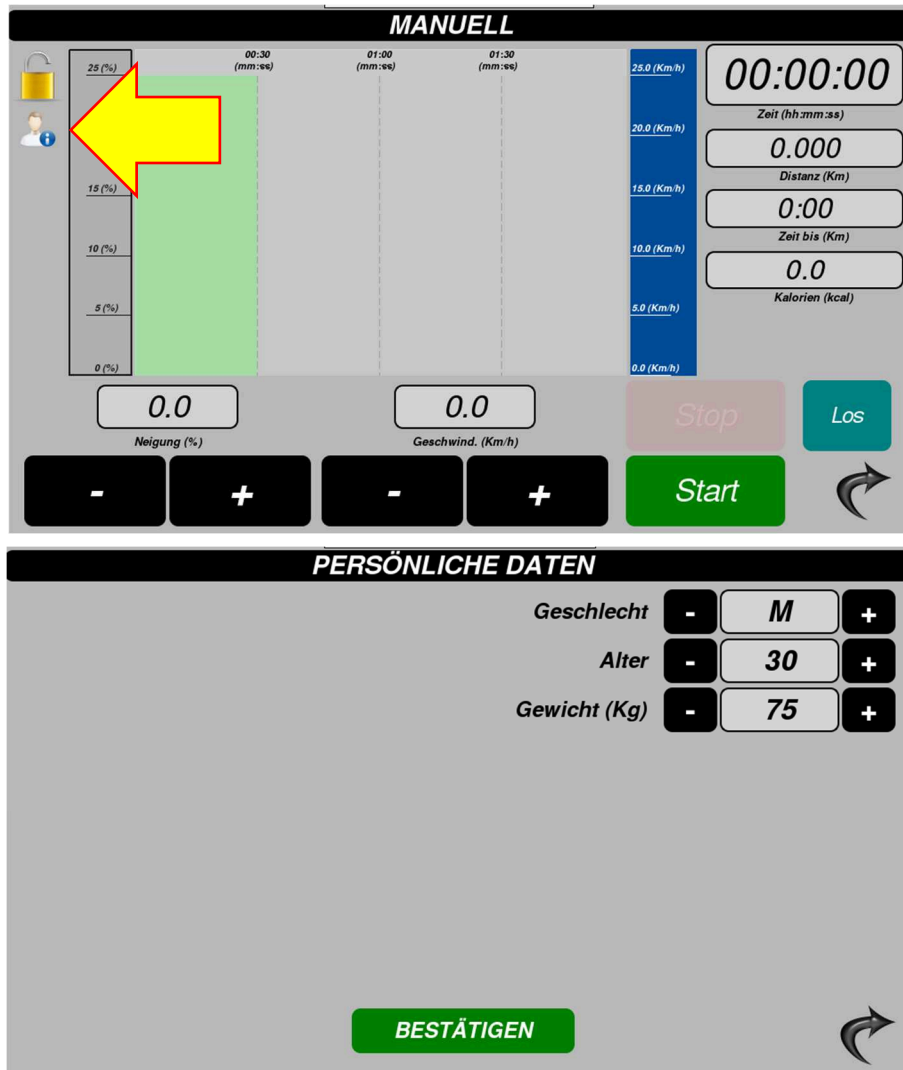 MANUELL
00:30 01:00 01:30
(mm:ss) (mm:ss) (mm:ss)
25 (%)
15 (%)
10 (%)
5 (%)
0 (%)
25.0 (Km/h)
20.0 (Km/h)
15.0 (Km/h)
10.0 (Km/h)
5.0 (Km/h)
0.0 (Km/h)
00:00:00
Zeit (hh:mm:ss)
0.000
Distanz (Km)
0:00
Zeit bis (Km)
0.0
Kalorien (kcal)
0.0 0.0
Neigung (%) Geschwind. (Km/h)
Stop Los
- + - + Start
PERSÖNLICHE DATEN
Geschlecht - M +
Alter - 30 +
Gewicht (Kg) - 75 +
BESTÄTIGEN